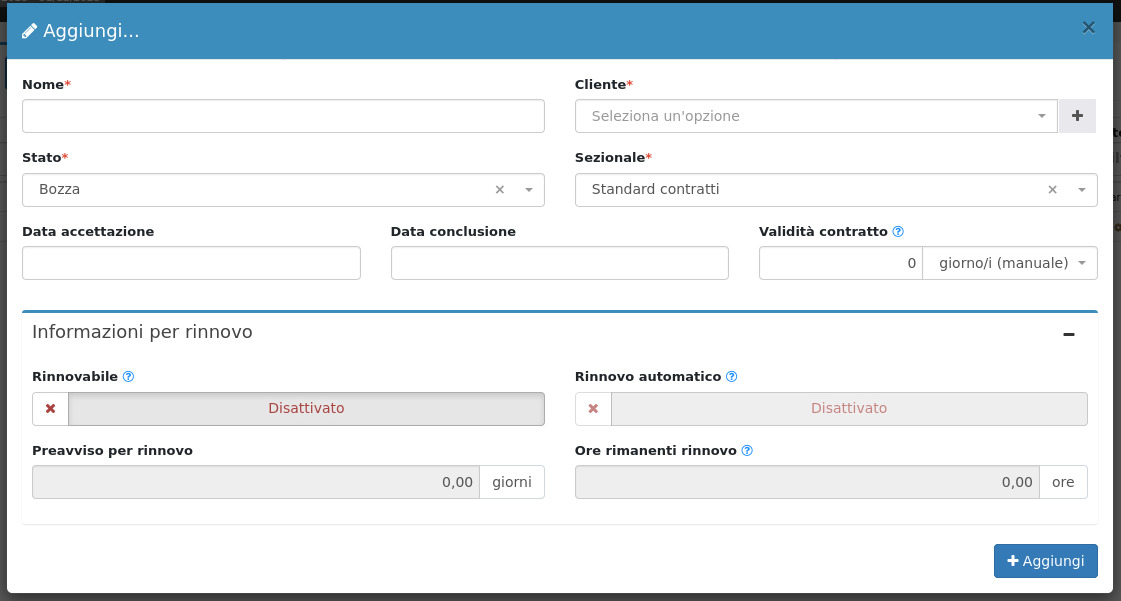 Aggiungi...
×
Nome*
Cliente*
Seleziona un'opzione
Stato*
Sezionale*
Bozza ×
Standard contratti ×
Data accettazione
Data conclusione
Validità contratto ?
0 giorno/i (manuale)
Informazioni per rinnovo
Rinnovabile ?
Rinnovo automatico ?
Disattivato
Disattivato
Preavviso per rinnovo
Ore rimanenti rinnovo ?
0,00 giorni
0,00 ore
+ Aggiungi